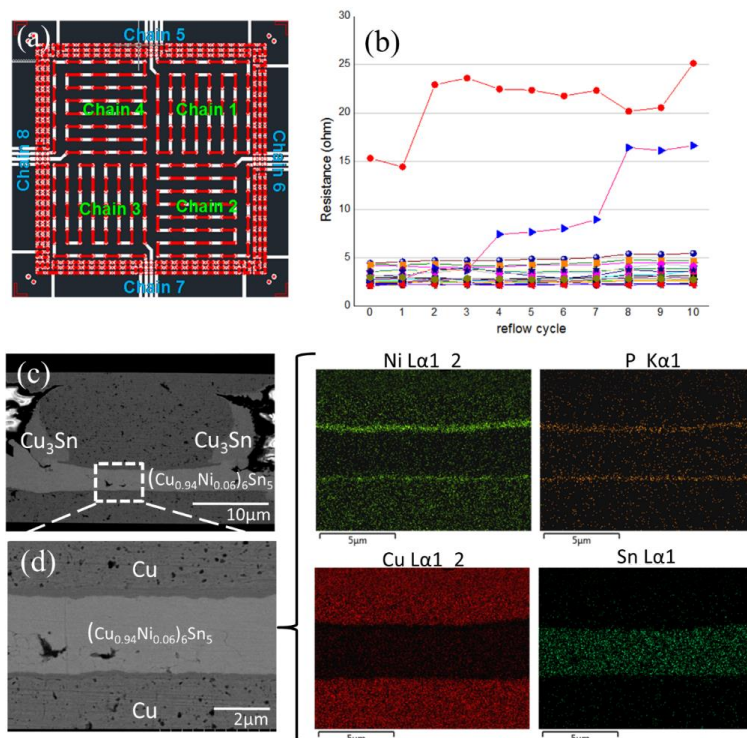 (a)
Chain 5
Chain 4
Chain 1
Chain 8
Chain 6
Chain 3
Chain 2
Chain 7
(b)
Resistance (ohm)
30
25
20
15
10
5
0
0 1 2 3 4 5 6 7 8 9 10
reflow cycle
(c)
Cu₃Sn
Cu₃Sn
(Cu₀.₉₄Ni₀.₀₆)₆Sn₅
10μm
(d)
Cu
(Cu₀.₉₄Ni₀.₀₆)₆Sn₅
Cu
2μm
Ni Lα1_2
5μm
P Kα1
5μm
Cu Lα1_2
5μm
Sn Lα1
5μm